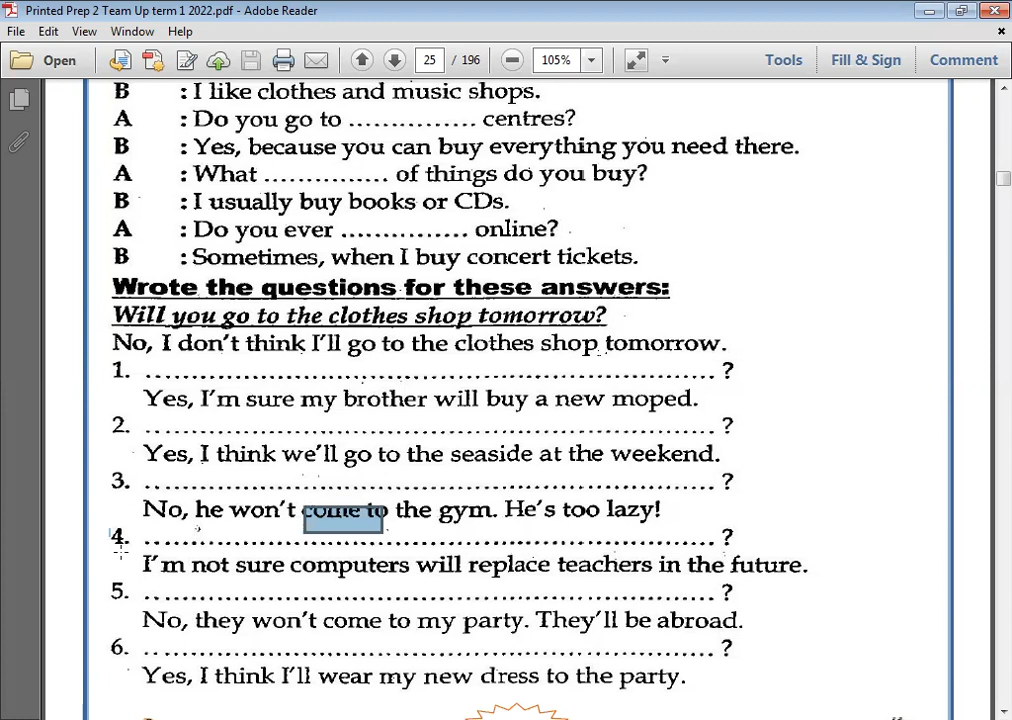 Printed Prep 2 Team Up term 1 2022.pdf - Adobe Reader
File Edit View Window Help
Open 25 / 196 105% Tools Fill & Sign Comment
B : I like clothes and music shops.
A : Do you go to ............... centres?
B : Yes, because you can buy everything you need there.
A : What ............... of things do you buy?
B : I usually buy books or CDs.
A : Do you ever ............... online?
B : Sometimes, when I buy concert tickets.
Wrote the questions for these answers:
Will you go to the clothes shop tomorrow?
No, I don't think I'll go to the clothes shop tomorrow.
1. ............................................................... ?
Yes, I'm sure my brother will buy a new moped.
2. ............................................................... ?
Yes, I think we'll go to the seaside at the weekend.
3. ............................................................... ?
No, he won't come to the gym. He's too lazy!
4. ............................................................... ?
I'm not sure computers will replace teachers in the future.
5. ............................................................... ?
No, they won't come to my party. They'll be abroad.
6. ............................................................... ?
Yes, I think I'll wear my new dress to the party.